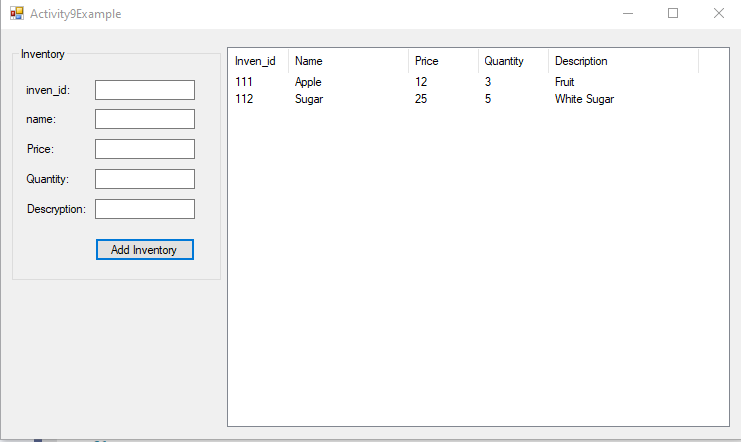 Activity9Example
Inventory
inven_id:
name:
Price:
Quantity:
Descryption:
Add Inventory
Inven_id Name Price Quantity Description
111 Apple 12 3 Fruit
112 Sugar 25 5 White Sugar